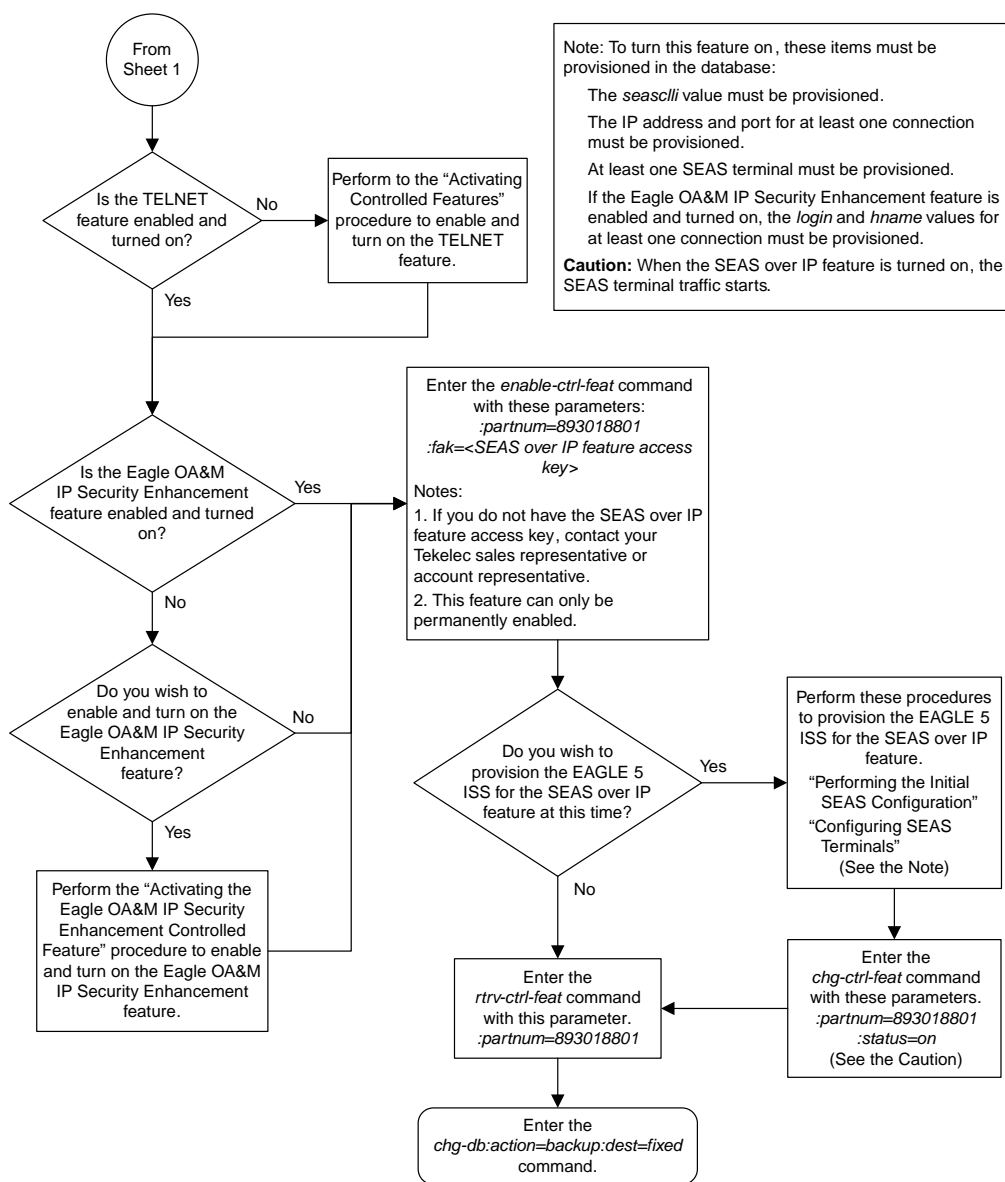 From
Sheet 1
Note: To turn this feature on, these items must be
provisioned in the database:
The seasclli value must be provisioned.
The IP address and port for at least one connection
must be provisioned.
At least one SEAS terminal must be provisioned.
If the Eagle OA&M IP Security Enhancement feature is
enabled and turned on, the login and hname values for
at least one connection must be provisioned.
Caution: When the SEAS over IP feature is turned on, the
SEAS terminal traffic starts.
Is the TELNET
feature enabled and
turned on?
No
Yes
Perform to the “Activating
Controlled Features”
procedure to enable and
turn on the TELNET
feature.
Is the Eagle OA&M
IP Security Enhancement
feature enabled and turned
on?
Yes
No
Enter the enable-ctrl-feat command
with these parameters:
:partnum=893018801
:fak=<SEAS over IP feature access
key>
Notes:
1. If you do not have the SEAS over IP
feature access key, contact your
Tekelec sales representative or
account representative.
2. This feature can only be
permanently enabled.
Do you wish to
enable and turn on the
Eagle OA&M IP Security
Enhancement
feature?
No
Yes
Perform the “Activating the
Eagle OA&M IP Security
Enhancement Controlled
Feature” procedure to enable
and turn on the Eagle OA&M
IP Security Enhancement
feature.
Do you wish to
provision the EAGLE 5
ISS for the SEAS over IP
feature at this time?
Yes
No
Perform these procedures
to provision the EAGLE 5
ISS for the SEAS over IP
feature.
“Performing the Initial
SEAS Configuration”
“Configuring SEAS
Terminals”
(See the Note)
Enter the
rtrv-ctrl-feat command
with this parameter.
:partnum=893018801
Enter the
chg-ctrl-feat command
with these parameters.
:partnum=893018801
:status=on
(See the Caution)
Enter the
chg-db:action=backup:dest=fixed
command.